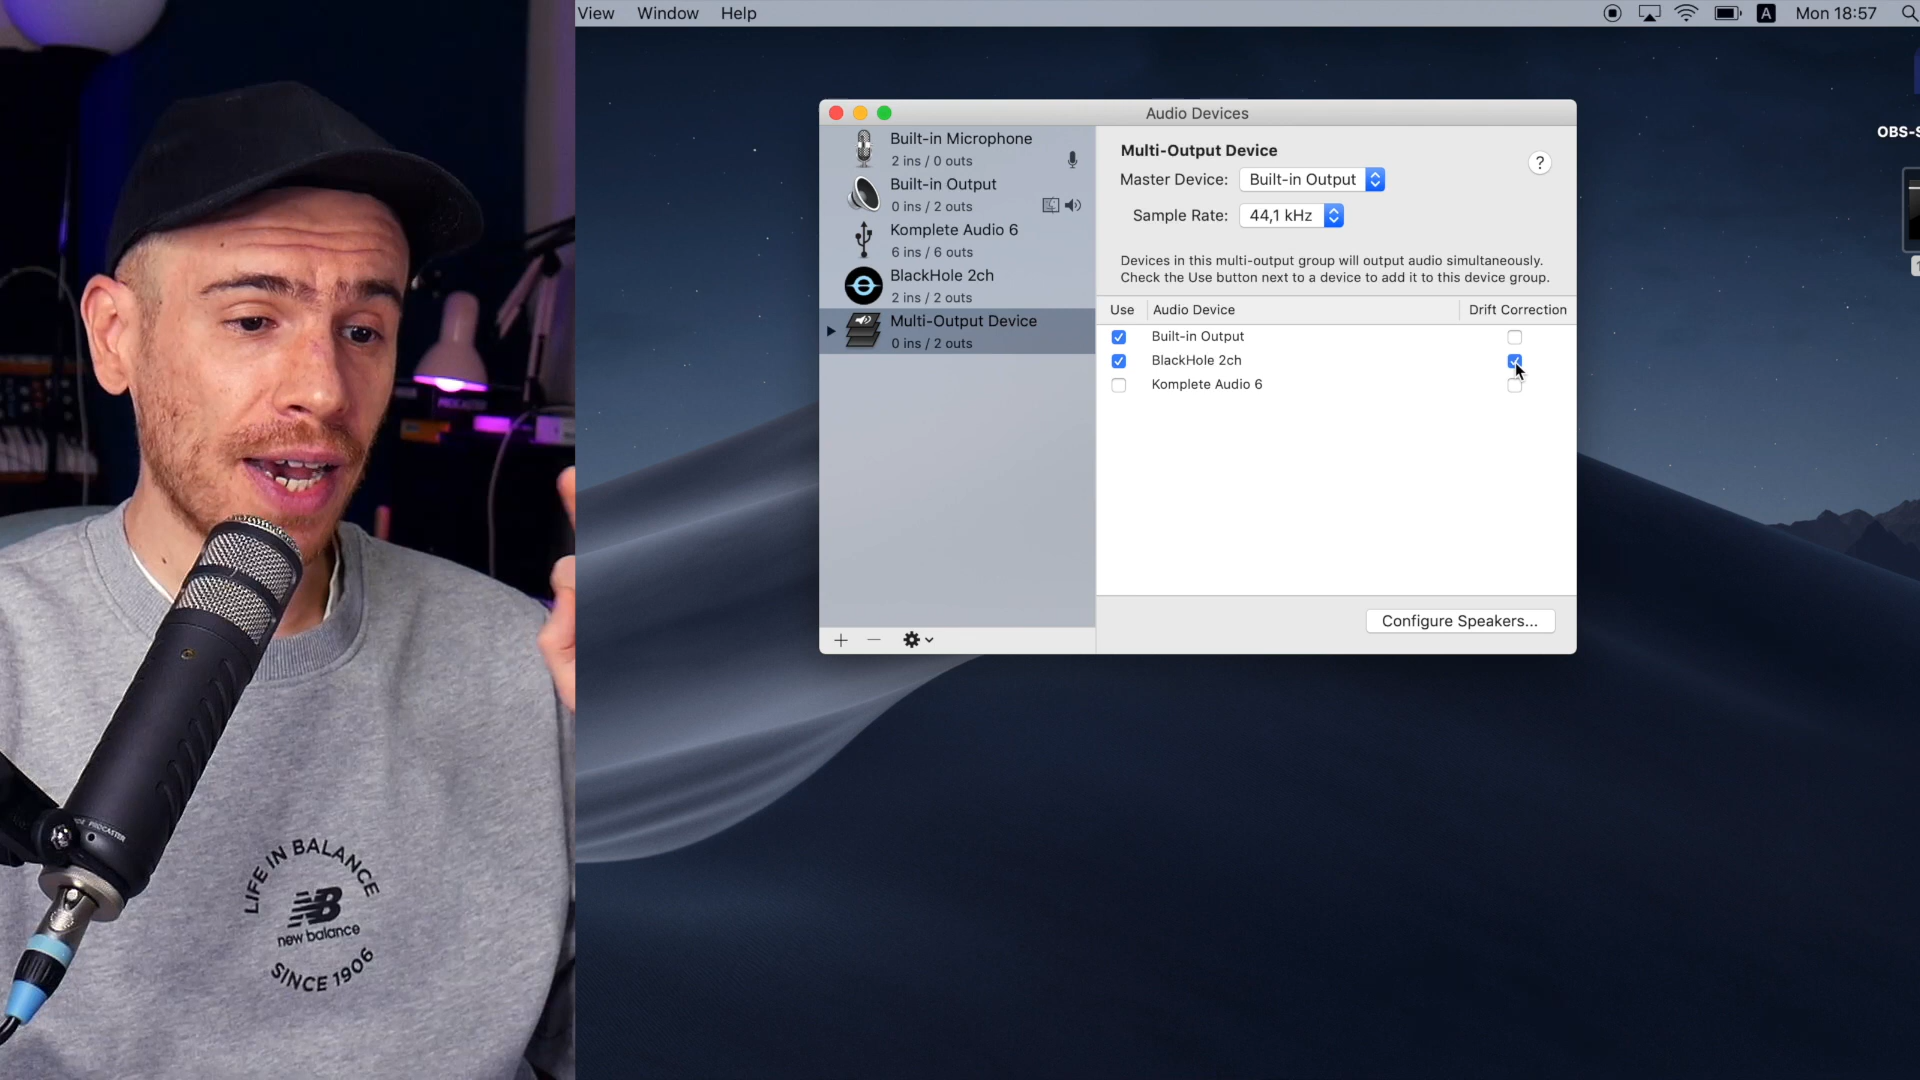 View Window Help
A Mon 18:57
Audio Devices
Built-in Microphone
2 ins / 0 outs
Built-in Output
0 ins / 2 outs
Komplete Audio 6
6 ins / 6 outs
BlackHole 2ch
2 ins / 2 outs
Multi-Output Device
0 ins / 2 outs
Multi-Output Device
?
Master Device: Built-in Output
Sample Rate: 44,1 kHz
Devices in this multi-output group will output audio simultaneously.
Check the Use button next to a device to add it to this device group.
Use Audio Device Drift Correction
Built-in Output
BlackHole 2ch
Komplete Audio 6
Configure Speakers...
OBS-S
LIFE IN BALANCE
NB
new balance
SINCE 1906
PROCASTER